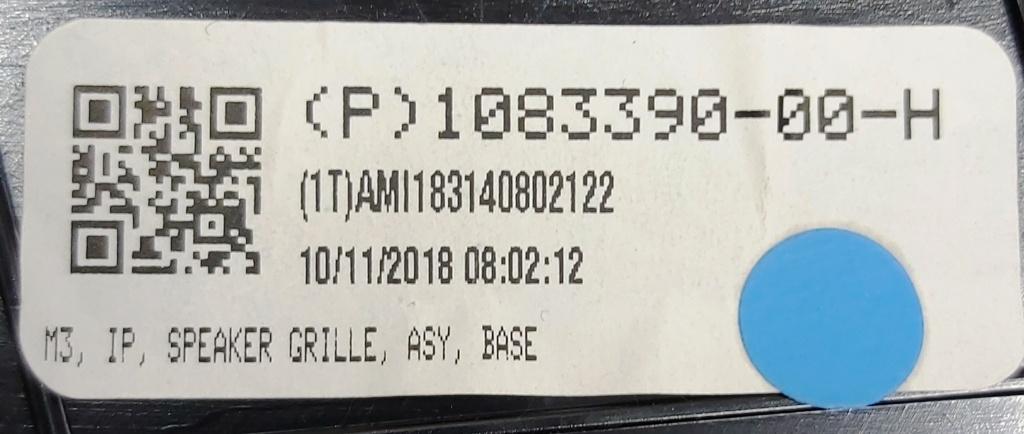 (P)1083390-00-H
(1T)AMI183140802122
10/11/2018 08:02:12
M3, IP, SPEAKER GRILLE, ASY, BASE